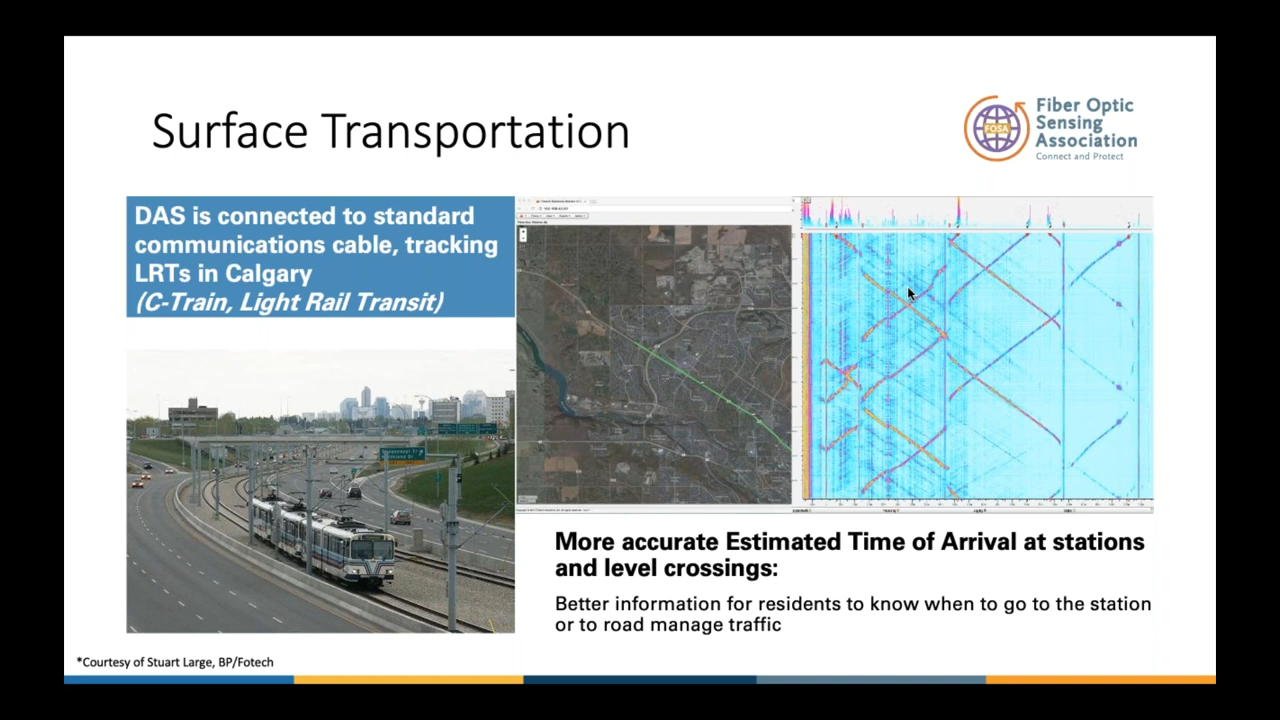 Surface Transportation
FOSA
Fiber Optic
Sensing
Association
Connect and Protect
DAS is connected to standard
communications cable, tracking
LRTs in Calgary
(C-Train, Light Rail Transit)
More accurate Estimated Time of Arrival at stations
and level crossings:
Better information for residents to know when to go to the station
or to road manage traffic
*Courtesy of Stuart Large, BP/Fotech